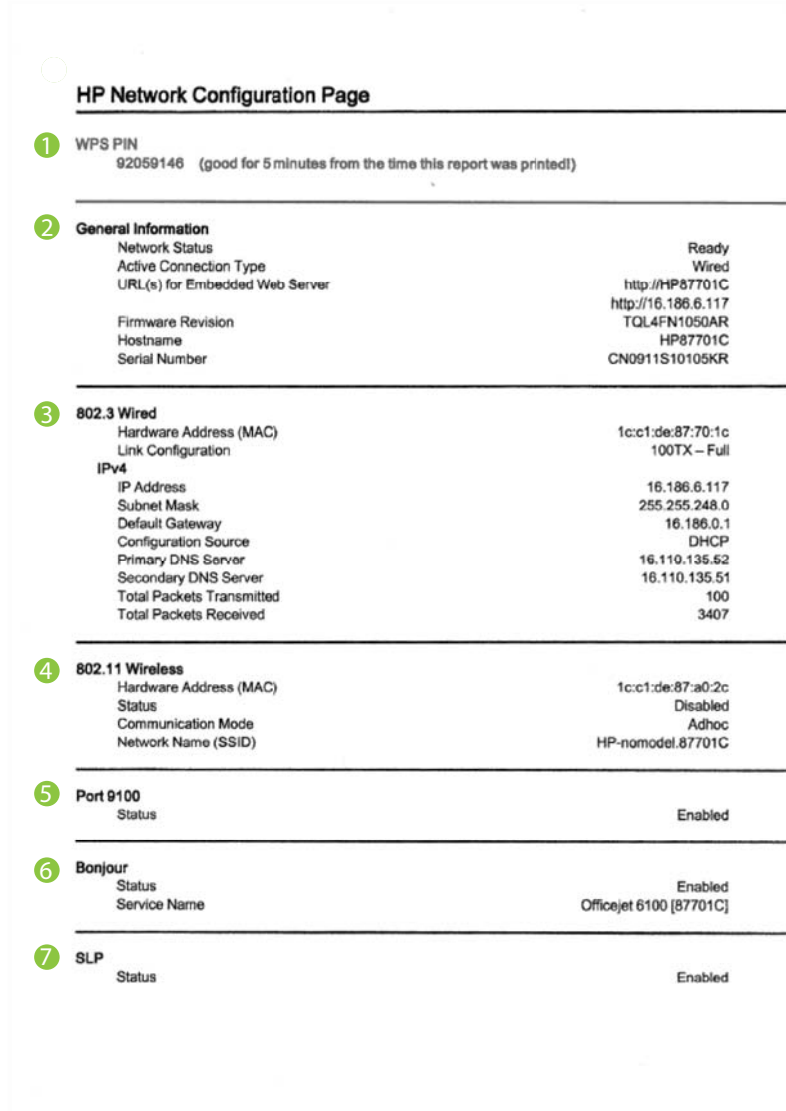 HP Network Configuration Page
1 WPS PIN
92059146 (good for 5 minutes from the time this report was printed!)
2 General Information
Network Status Ready
Active Connection Type Wired
URL(s) for Embedded Web Server http://HP87701C
http://16.186.6.117
Firmware Revision TQL4FN1050AR
Hostname HP87701C
Serial Number CN0911S10105KR
3 802.3 Wired
Hardware Address (MAC) 1c:c1:de:87:70:1c
Link Configuration 100TX – Full
IPv4
IP Address 16.186.6.117
Subnet Mask 255.255.248.0
Default Gateway 16.186.0.1
Configuration Source DHCP
Primary DNS Server 16.110.135.52
Secondary DNS Server 16.110.135.51
Total Packets Transmitted 100
Total Packets Received 3407
4 802.11 Wireless
Hardware Address (MAC) 1c:c1:de:87:a0:2c
Status Disabled
Communication Mode Adhoc
Network Name (SSID) HP-nomodel.87701C
5 Port 9100
Status Enabled
6 Bonjour
Status Enabled
Service Name Officejet 6100 [87701C]
7 SLP
Status Enabled